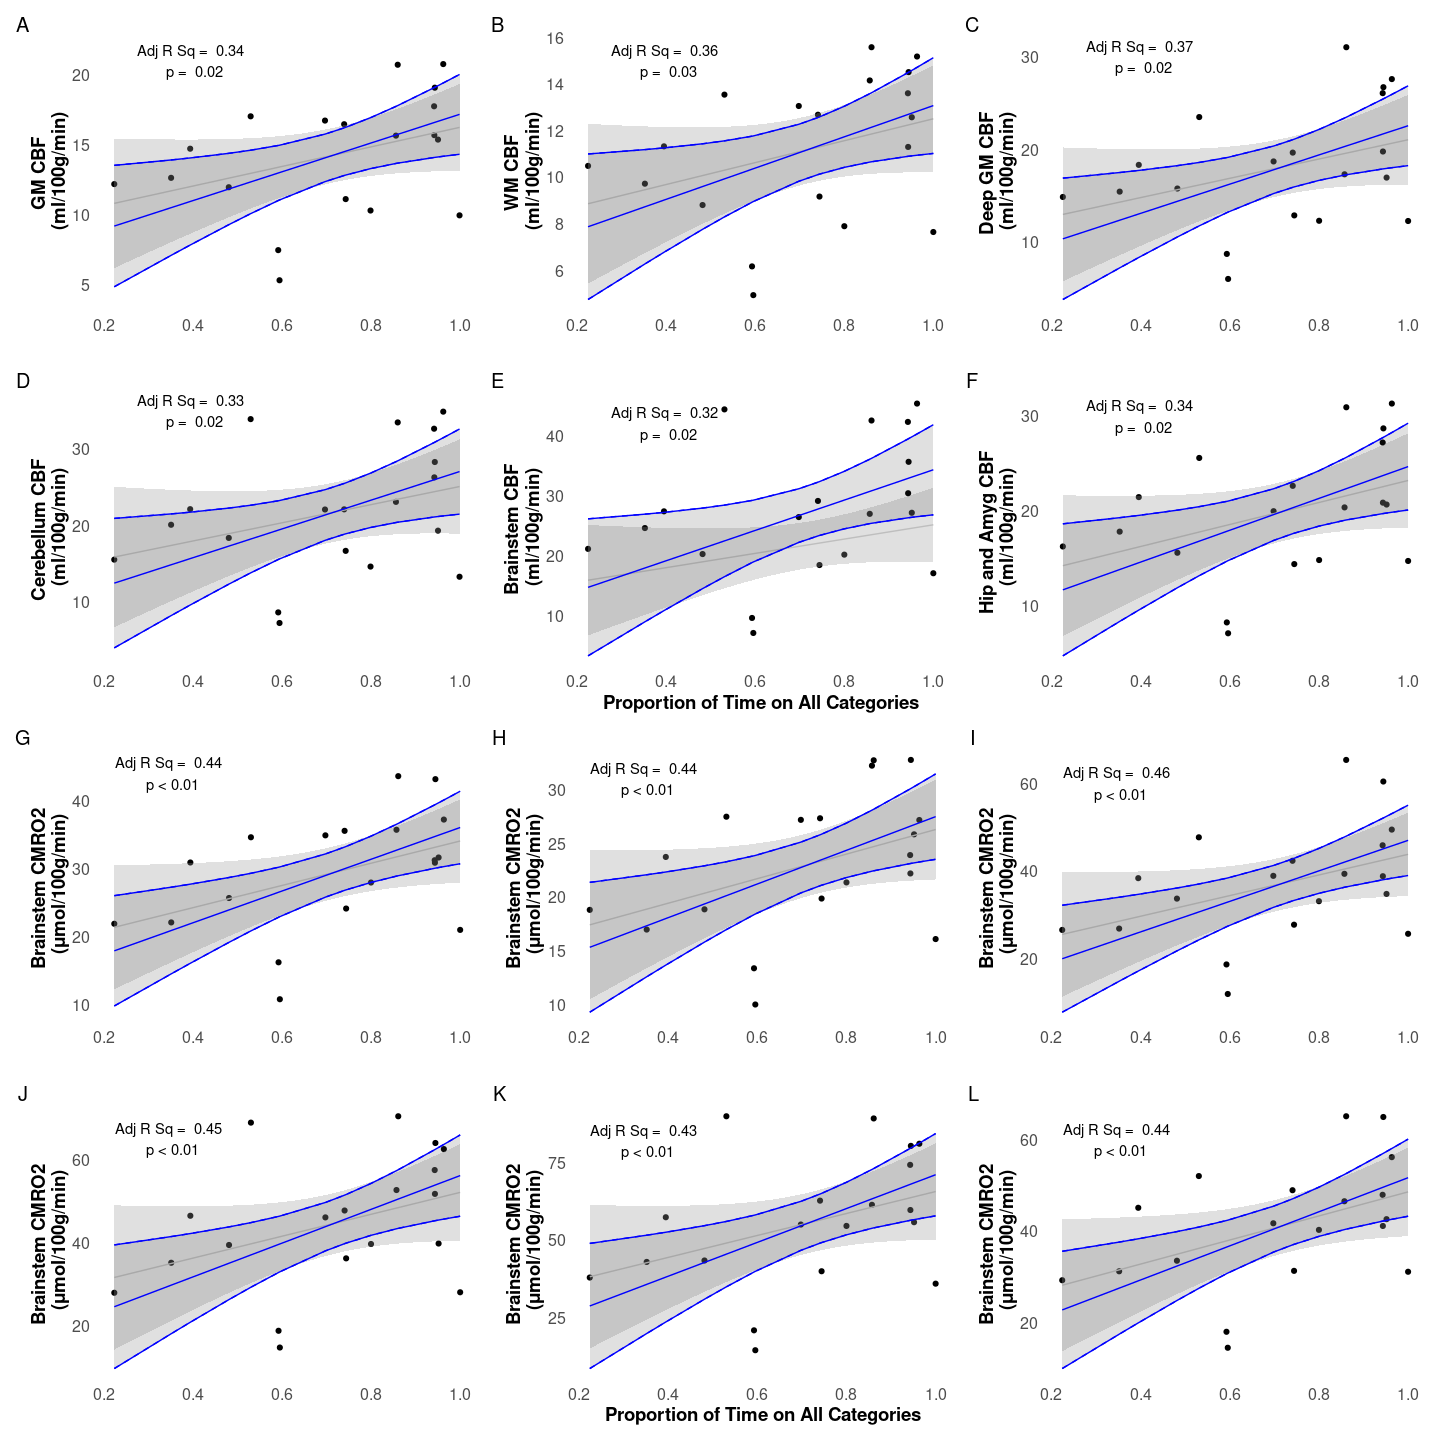 A
Adj R Sq = 0.34
p = 0.02
GM CBF
(ml/100g/min)
20
15
10
5
0.2 0.4 0.6 0.8 1.0
B
Adj R Sq = 0.36
p = 0.03
WM CBF
(ml/100g/min)
16
14
12
10
8
6
0.2 0.4 0.6 0.8 1.0
C
Adj R Sq = 0.37
p = 0.02
Deep GM CBF
(ml/100g/min)
30
20
10
0.2 0.4 0.6 0.8 1.0
D
Adj R Sq = 0.33
p = 0.02
Cerebellum CBF
(ml/100g/min)
30
20
10
0.2 0.4 0.6 0.8 1.0
E
Adj R Sq = 0.32
p = 0.02
Brainstem CBF
(ml/100g/min)
40
30
20
10
0.2 0.4 0.6 0.8 1.0
F
Adj R Sq = 0.34
p = 0.02
Hip and Amyg CBF
(ml/100g/min)
30
20
10
0.2 0.4 0.6 0.8 1.0
Proportion of Time on All Categories
G
Adj R Sq = 0.44
p < 0.01
Brainstem CMRO2
(µmol/100g/min)
40
30
20
10
0.2 0.4 0.6 0.8 1.0
H
Adj R Sq = 0.44
p < 0.01
Brainstem CMRO2
(µmol/100g/min)
30
25
20
15
10
0.2 0.4 0.6 0.8 1.0
I
Adj R Sq = 0.46
p < 0.01
Brainstem CMRO2
(µmol/100g/min)
60
40
20
0.2 0.4 0.6 0.8 1.0
J
Adj R Sq = 0.45
p < 0.01
Brainstem CMRO2
(µmol/100g/min)
60
40
20
0.2 0.4 0.6 0.8 1.0
K
Adj R Sq = 0.43
p < 0.01
Brainstem CMRO2
(µmol/100g/min)
75
50
25
0.2 0.4 0.6 0.8 1.0
L
Adj R Sq = 0.44
p < 0.01
Brainstem CMRO2
(µmol/100g/min)
60
40
20
0.2 0.4 0.6 0.8 1.0
Proportion of Time on All Categories